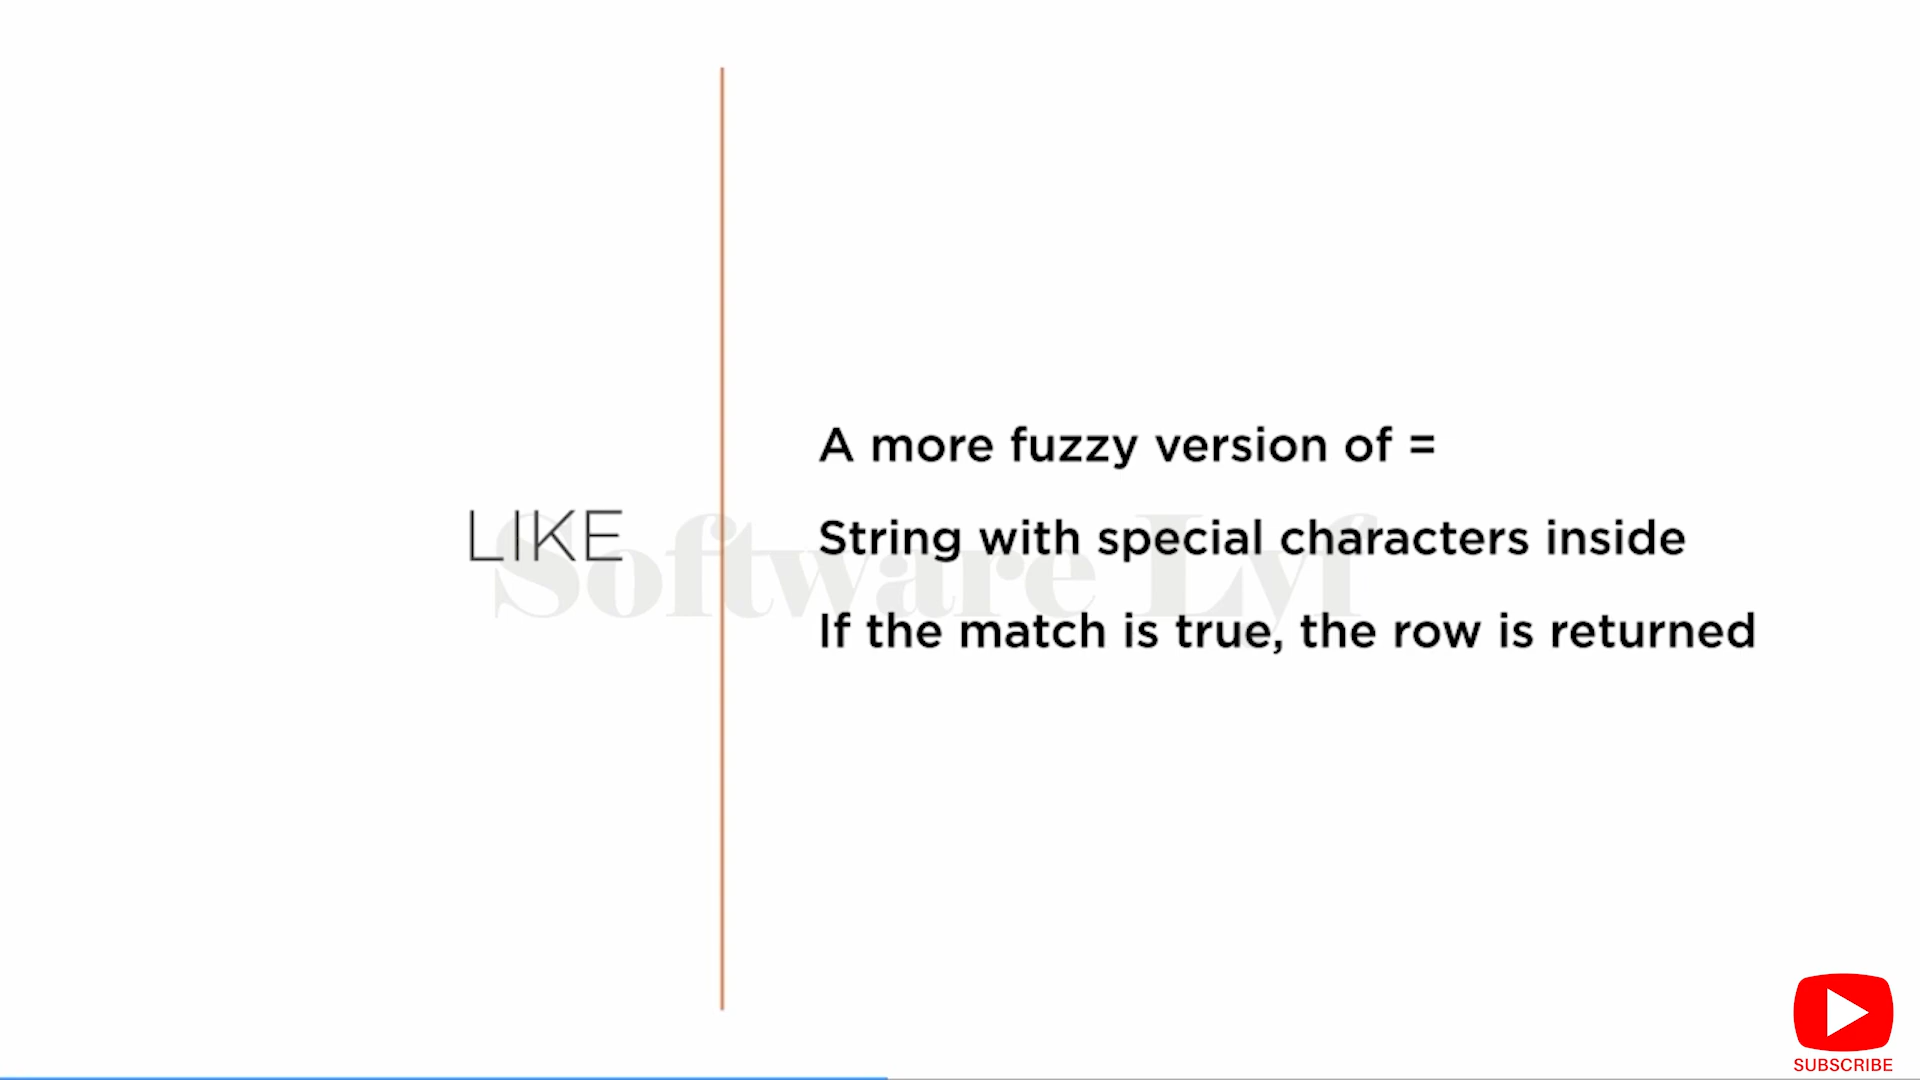 LIKE
A more fuzzy version of =
String with special characters inside
If the match is true, the row is returned
Software Lyf
SUBSCRIBE